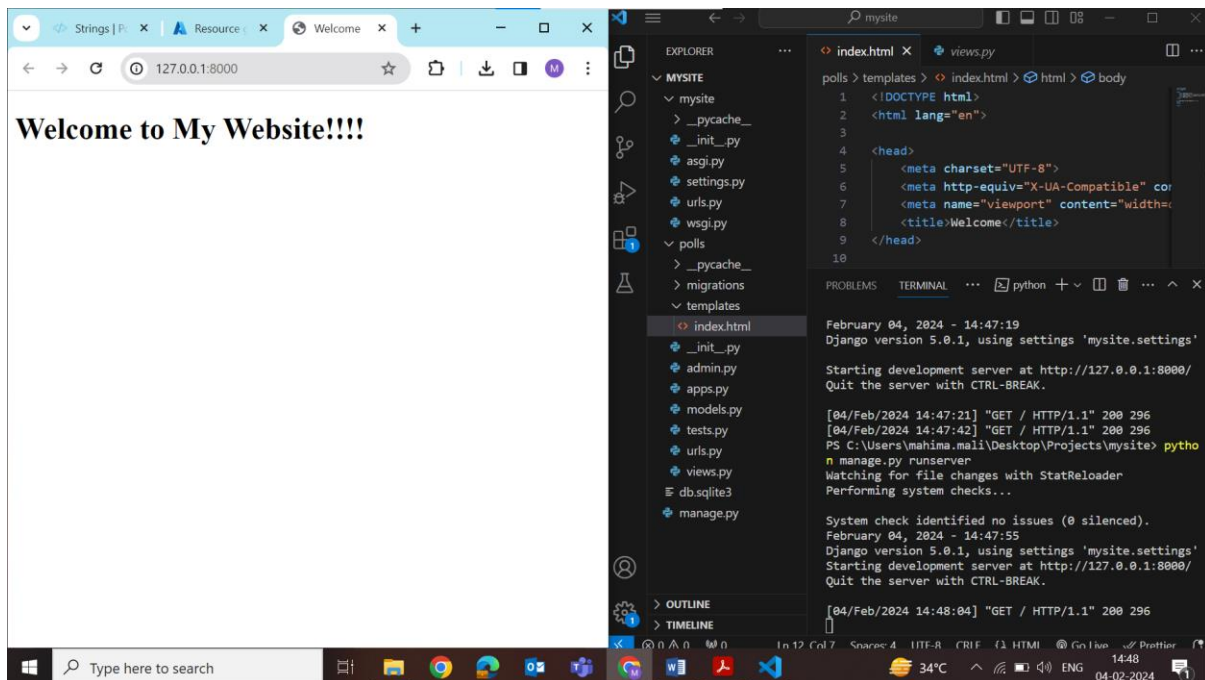 Strings | P
Resource
Welcome
127.0.0.1:8000
M
Welcome to My Website!!!!
mysite
EXPLORER
MYSITE
mysite
__pycache__
__init__.py
asgi.py
settings.py
urls.py
wsgi.py
polls
__pycache__
migrations
templates
index.html
__init__.py
admin.py
apps.py
models.py
tests.py
urls.py
views.py
db.sqlite3
manage.py
OUTLINE
TIMELINE
index.html
views.py
polls > templates > index.html > html > body
1 <!DOCTYPE html>
2 <html lang="en">
3
4 <head>
5 <meta charset="UTF-8">
6 <meta http-equiv="X-UA-Compatible" con
7 <meta name="viewport" content="width=
8 <title>Welcome</title>
9 </head>
10
PROBLEMS TERMINAL ... python
February 04, 2024 - 14:47:19
Django version 5.0.1, using settings 'mysite.settings'
Starting development server at http://127.0.0.1:8000/
Quit the server with CTRL-BREAK.
[04/Feb/2024 14:47:21] "GET / HTTP/1.1" 200 296
[04/Feb/2024 14:47:42] "GET / HTTP/1.1" 200 296
PS C:\Users\mahima.mali\Desktop\Projects\mysite> pytho
n manage.py runserver
Watching for file changes with StatReloader
Performing system checks...
System check identified no issues (0 silenced).
February 04, 2024 - 14:47:55
Django version 5.0.1, using settings 'mysite.settings'
Starting development server at http://127.0.0.1:8000/
Quit the server with CTRL-BREAK.
[04/Feb/2024 14:48:04] "GET / HTTP/1.1" 200 296
0 0 0 Ln 12, Col 7 Spaces: 4 UTF-8 CRLF {} HTML Go Live Prettier
Type here to search
34°C
ENG
14:48
04-02-2024